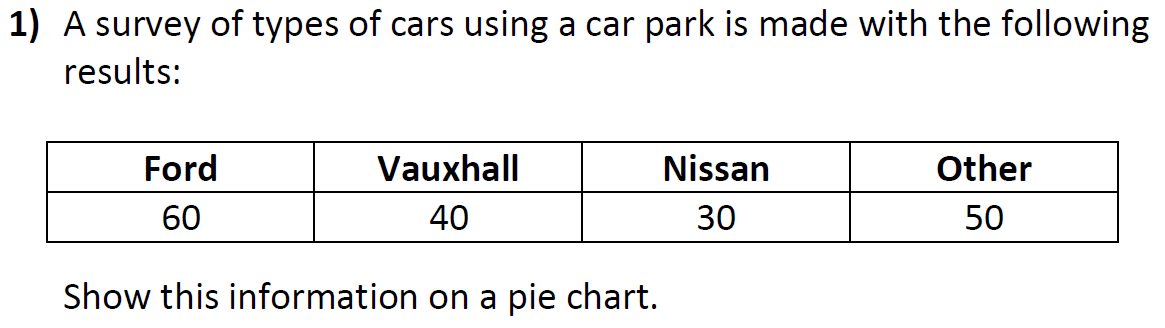 1) A survey of types of cars using a car park is made with the following
results:
Ford Vauxhall Nissan Other
60 40 30 50
Show this information on a pie chart.